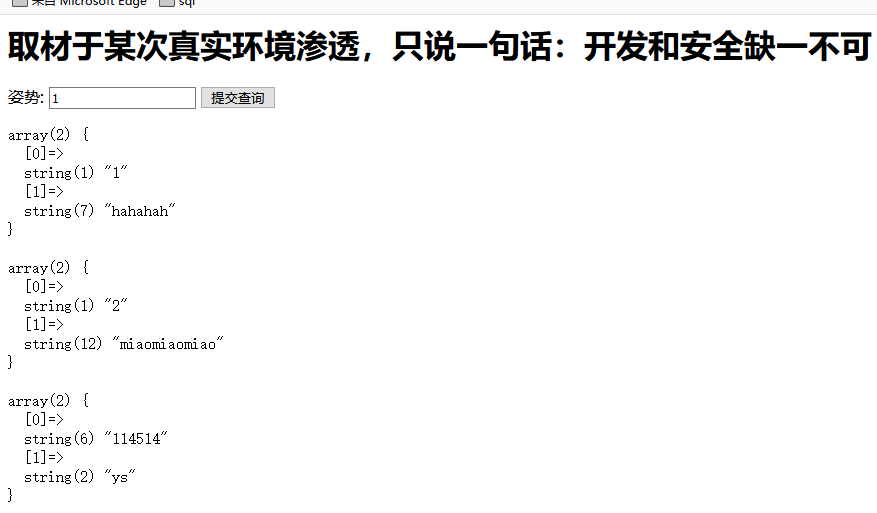 来自 Microsoft Edge sql
取材于某次真实环境渗透，只说一句话：开发和安全缺一不可
姿势: 1 提交查询
array(2) {
  [0]=>
  string(1) "1"
  [1]=>
  string(7) "hahahah"
}
array(2) {
  [0]=>
  string(1) "2"
  [1]=>
  string(12) "miaomiaomiao"
}
array(2) {
  [0]=>
  string(6) "114514"
  [1]=>
  string(2) "ys"
}